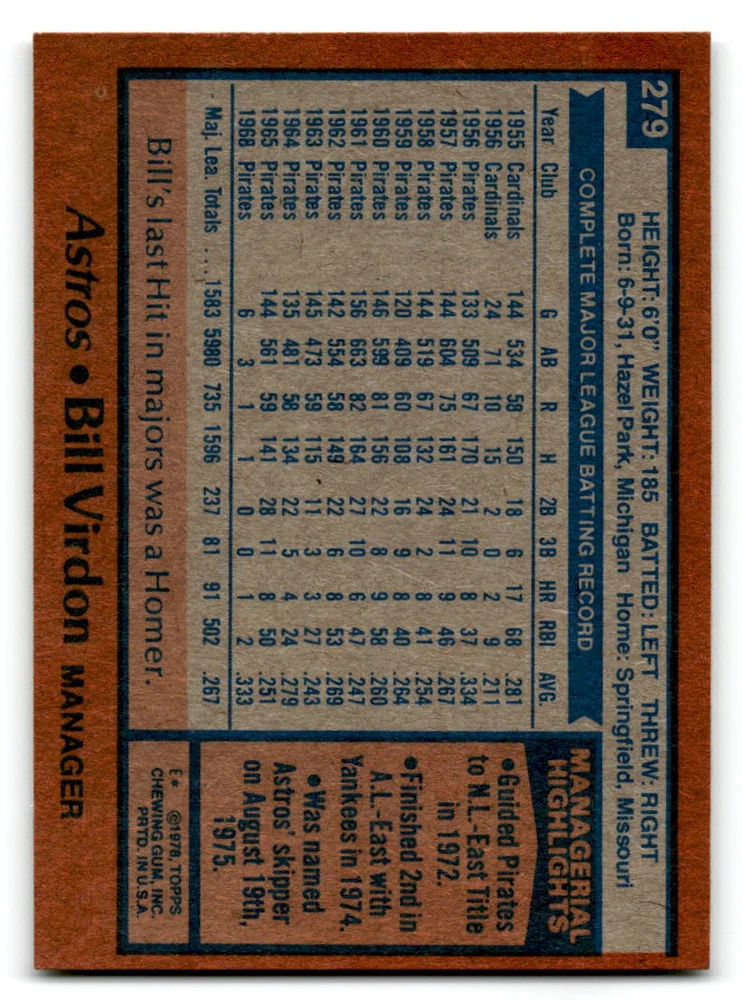 279
HEIGHT: 6'0" WEIGHT: 185 BATTED: LEFT THREW: RIGHT
Born: 6-9-31, Hazel Park, Michigan Home: Springfield, Missouri
COMPLETE MAJOR LEAGUE BATTING RECORD
Year Club G AB R H 2B 3B HR RBI AVG.
1955 Cardinals 144 534 58 150 18 6 17 68 .281
1956 Cardinals 24 71 10 15 2 0 2 9 .211
1956 Pirates 133 509 67 170 21 10 8 37 .334
1957 Pirates 144 604 75 161 24 11 9 46 .267
1958 Pirates 144 519 67 132 24 2 8 41 .254
1959 Pirates 120 409 60 108 16 9 8 40 .264
1960 Pirates 146 599 81 156 22 8 9 58 .260
1961 Pirates 156 663 82 164 27 10 6 47 .247
1962 Pirates 142 554 58 149 22 6 8 53 .269
1963 Pirates 145 473 59 115 11 3 3 27 .243
1964 Pirates 135 481 58 134 22 5 4 24 .279
1965 Pirates 144 561 59 141 28 11 8 50 .251
1968 Pirates 6 3 1 1 0 0 1 2 .333
Maj. Lea. Totals .... 1583 5980 735 1596 237 81 91 502 .267
MANAGERIAL
HIGHLIGHTS
•Guided Pirates
to N.L.-East Title
in 1972.
•Finished 2nd in
A.L.-East with
Yankees in 1974.
•Was named
Astros' skipper
on August 19th,
1975.
Bill's last Hit in majors was a Homer.
E* ©1978, TOPPS
CHEWING GUM, INC.
PRTD. IN U.S.A.
Astros • Bill Virdon MANAGER